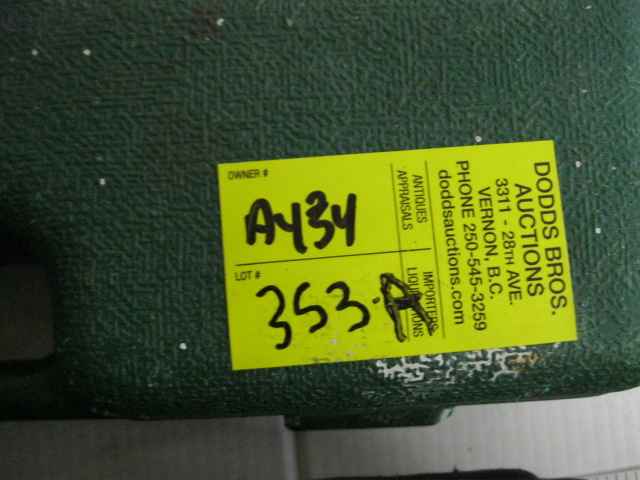 OWNER #
A434
LOT #
353-A
ANTIQUES
APPRAISALS
IMPORTERS
LIQUIDATIONS
DODDS BROS.
AUCTIONS
3311 - 28TH AVE.
VERNON, B.C.
PHONE 250-545-3259
doddsauctions.com